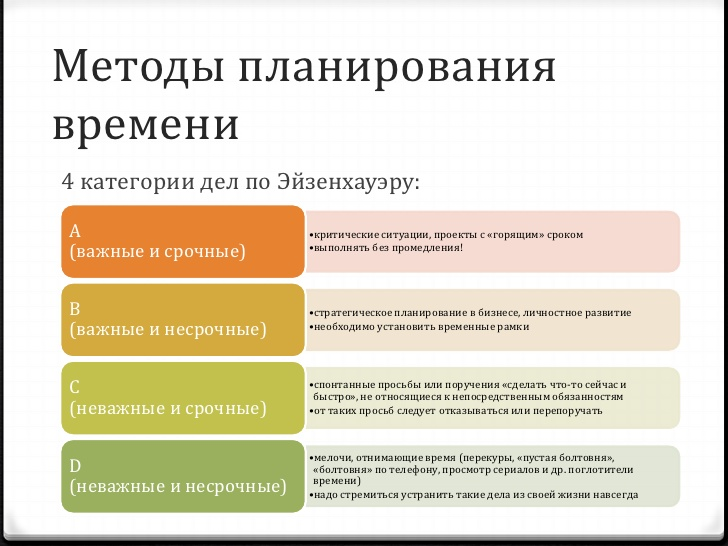 Методы планирования
времени
4 категории дел по Эйзенхауэру:
A
(важные и срочные)
•критические ситуации, проекты с «горящим» сроком
•выполнять без промедления!
B
(важные и несрочные)
•стратегическое планирование в бизнесе, личностное развитие
•необходимо установить временные рамки
C
(неважные и срочные)
•спонтанные просьбы или поручения «сделать что-то сейчас и
быстро», не относящиеся к непосредственным обязанностям
•от таких просьб следует отказываться или перепоручать
D
(неважные и несрочные)
•мелочи, отнимающие время (перекуры, «пустая болтовня»,
«болтовня» по телефону, просмотр сериалов и др. поглотители
времени)
•надо стремиться устранить такие дела из своей жизни навсегда